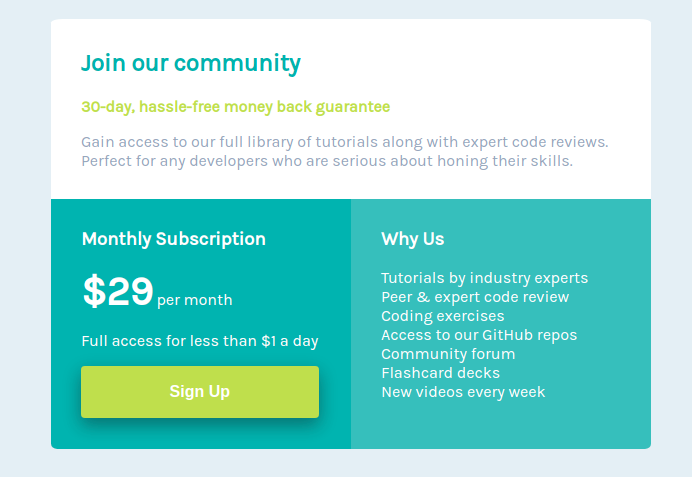 Join our community
30-day, hassle-free money back guarantee
Gain access to our full library of tutorials along with expert code reviews.
Perfect for any developers who are serious about honing their skills.
Monthly Subscription
$29 per month
Full access for less than $1 a day
Sign Up
Why Us
Tutorials by industry experts
Peer & expert code review
Coding exercises
Access to our GitHub repos
Community forum
Flashcard decks
New videos every week